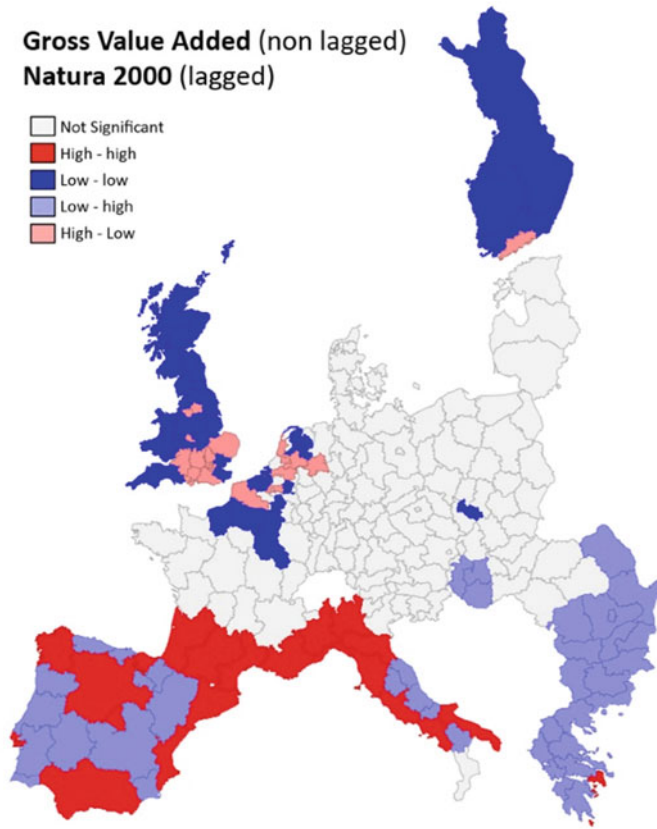 Gross Value Added (non lagged)
Natura 2000 (lagged)
Not Significant
High - high
Low - low
Low - high
High - Low